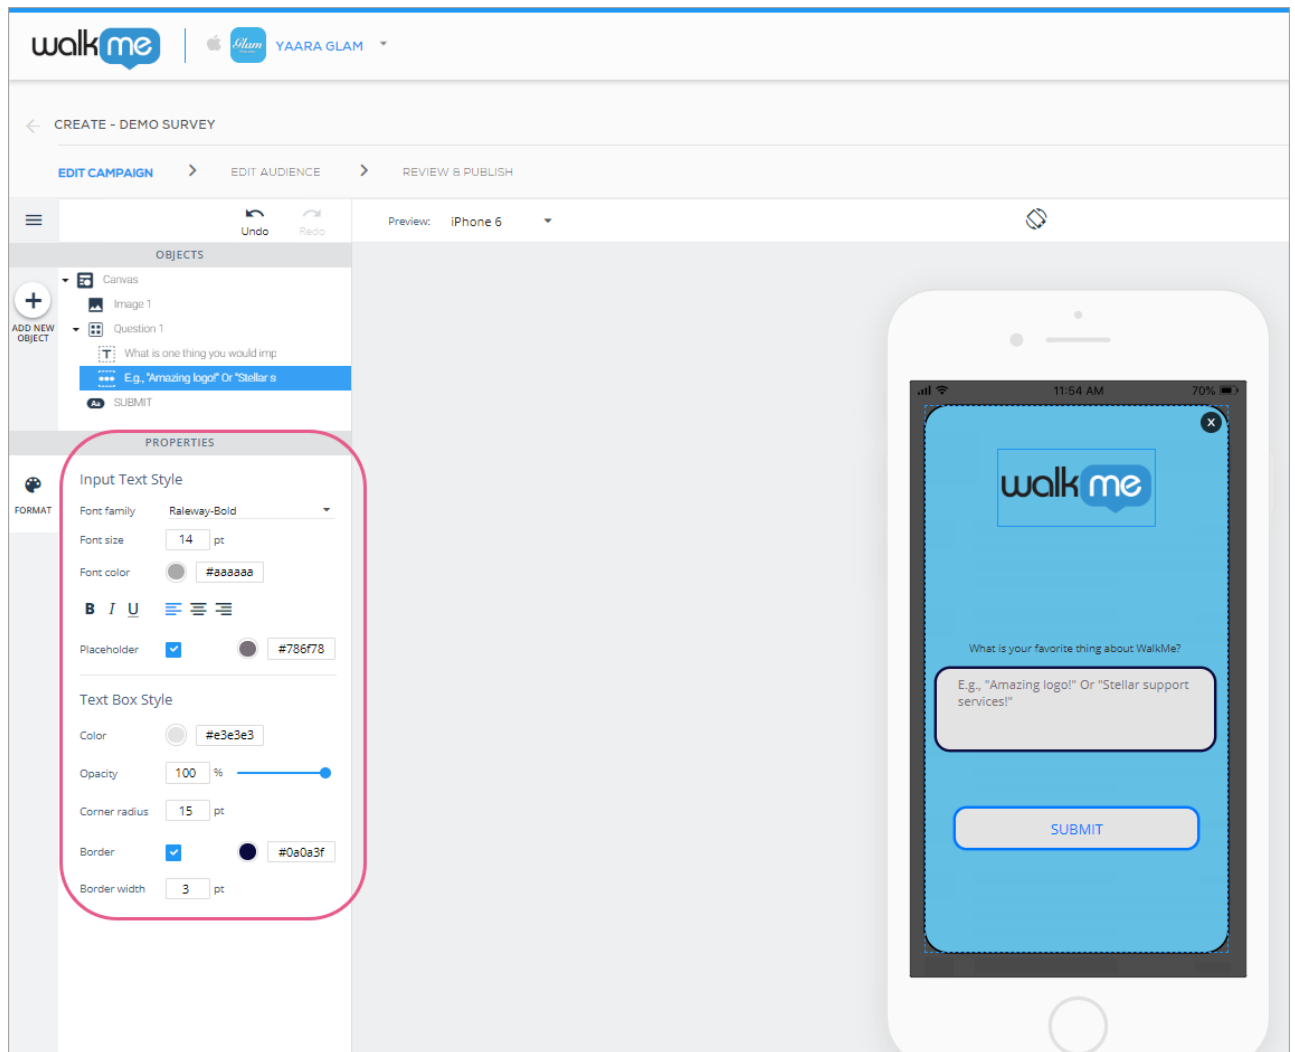 walkme
Glam
YAARA GLAM
CREATE - DEMO SURVEY
EDIT CAMPAIGN
EDIT AUDIENCE
REVIEW & PUBLISH
Undo
Redo
Preview:
iPhone 6
OBJECTS
Canvas
Image 1
ADD NEW
OBJECT
Question 1
What is one thing you would imp
E.g., "Amazing logo!" Or "Stellar s
Aa
SUBMIT
PROPERTIES
Input Text Style
FORMAT
Font family Raleway-Bold
Font size 14 pt
Font color #aaaaaa
B I U
Placeholder #786f78
Text Box Style
Color #e3e3e3
Opacity 100 %
Corner radius 15 pt
Border #0a0a3f
Border width 3 pt
11:54 AM 70%
X
walkme
What is your favorite thing about WalkMe?
E.g., "Amazing logo!" Or "Stellar support
services!"
SUBMIT